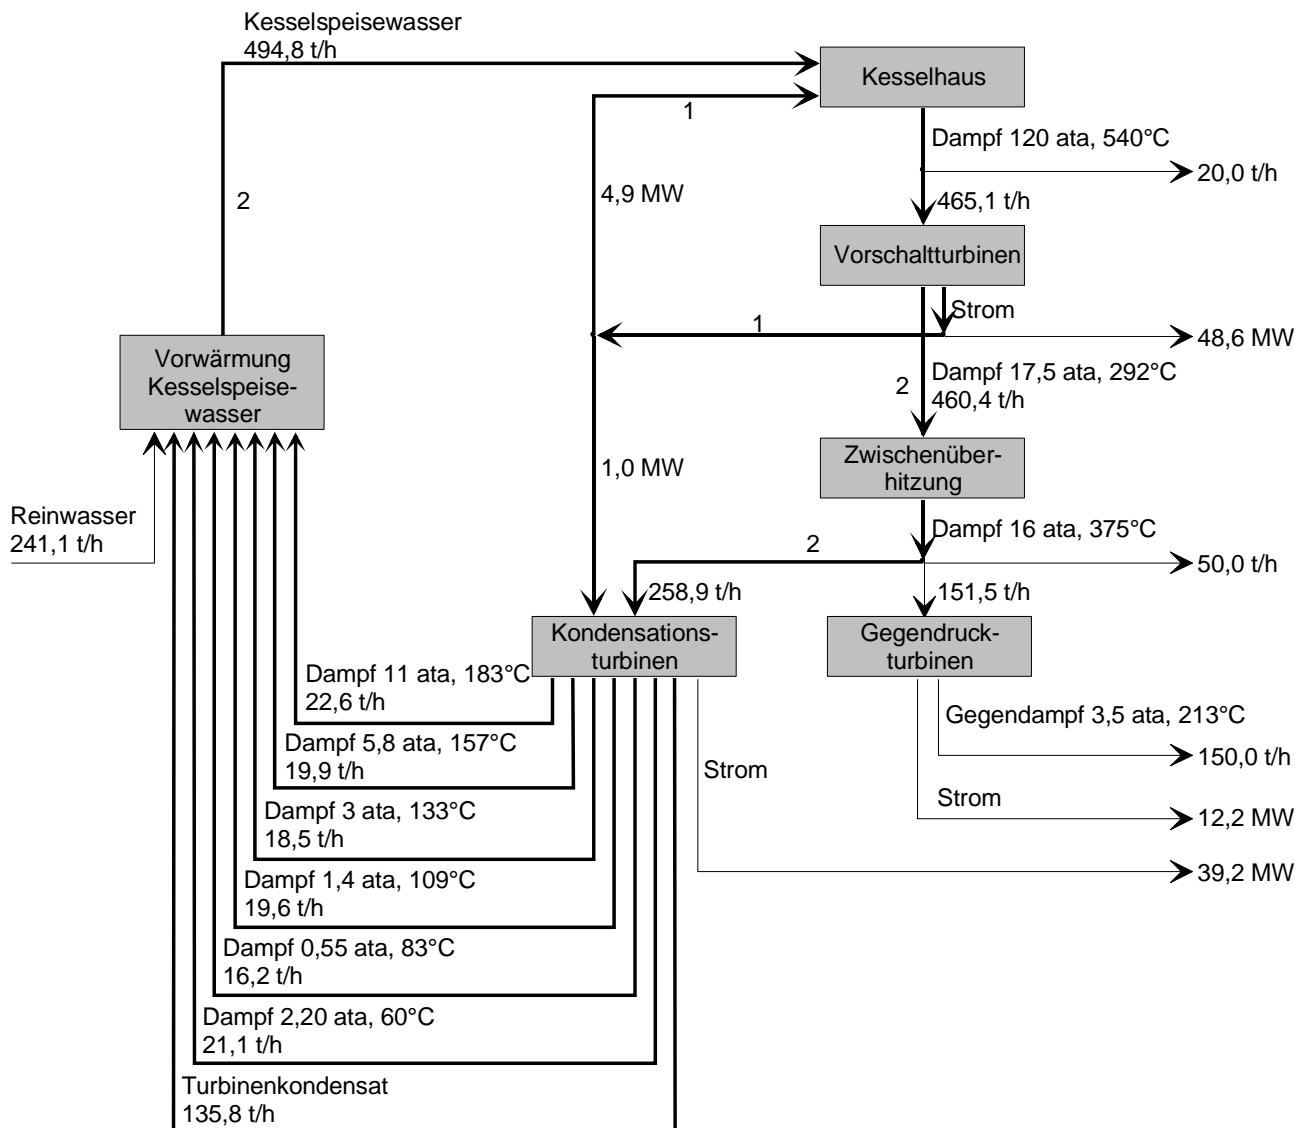 Kesselspeisewasser
494,8 t/h
Kesselhaus
1
Dampf 120 ata, 540°C
20,0 t/h
2
4,9 MW
465,1 t/h
Vorschaltturbinen
Strom
1
48,6 MW
Vorwärmung
Kesselspeise-
wasser
Dampf 17,5 ata, 292°C
2
460,4 t/h
1,0 MW
Zwischenüber-
hitzung
Reinwasser
241,1 t/h
Dampf 16 ata, 375°C
2
50,0 t/h
258,9 t/h
151,5 t/h
Kondensations-
turbinen
Gegendruck-
turbinen
Dampf 11 ata, 183°C
22,6 t/h
Gegendampf 3,5 ata, 213°C
150,0 t/h
Dampf 5,8 ata, 157°C
19,9 t/h
Strom
Strom
12,2 MW
Dampf 3 ata, 133°C
18,5 t/h
39,2 MW
Dampf 1,4 ata, 109°C
19,6 t/h
Dampf 0,55 ata, 83°C
16,2 t/h
Dampf 2,20 ata, 60°C
21,1 t/h
Turbinenkondensat
135,8 t/h